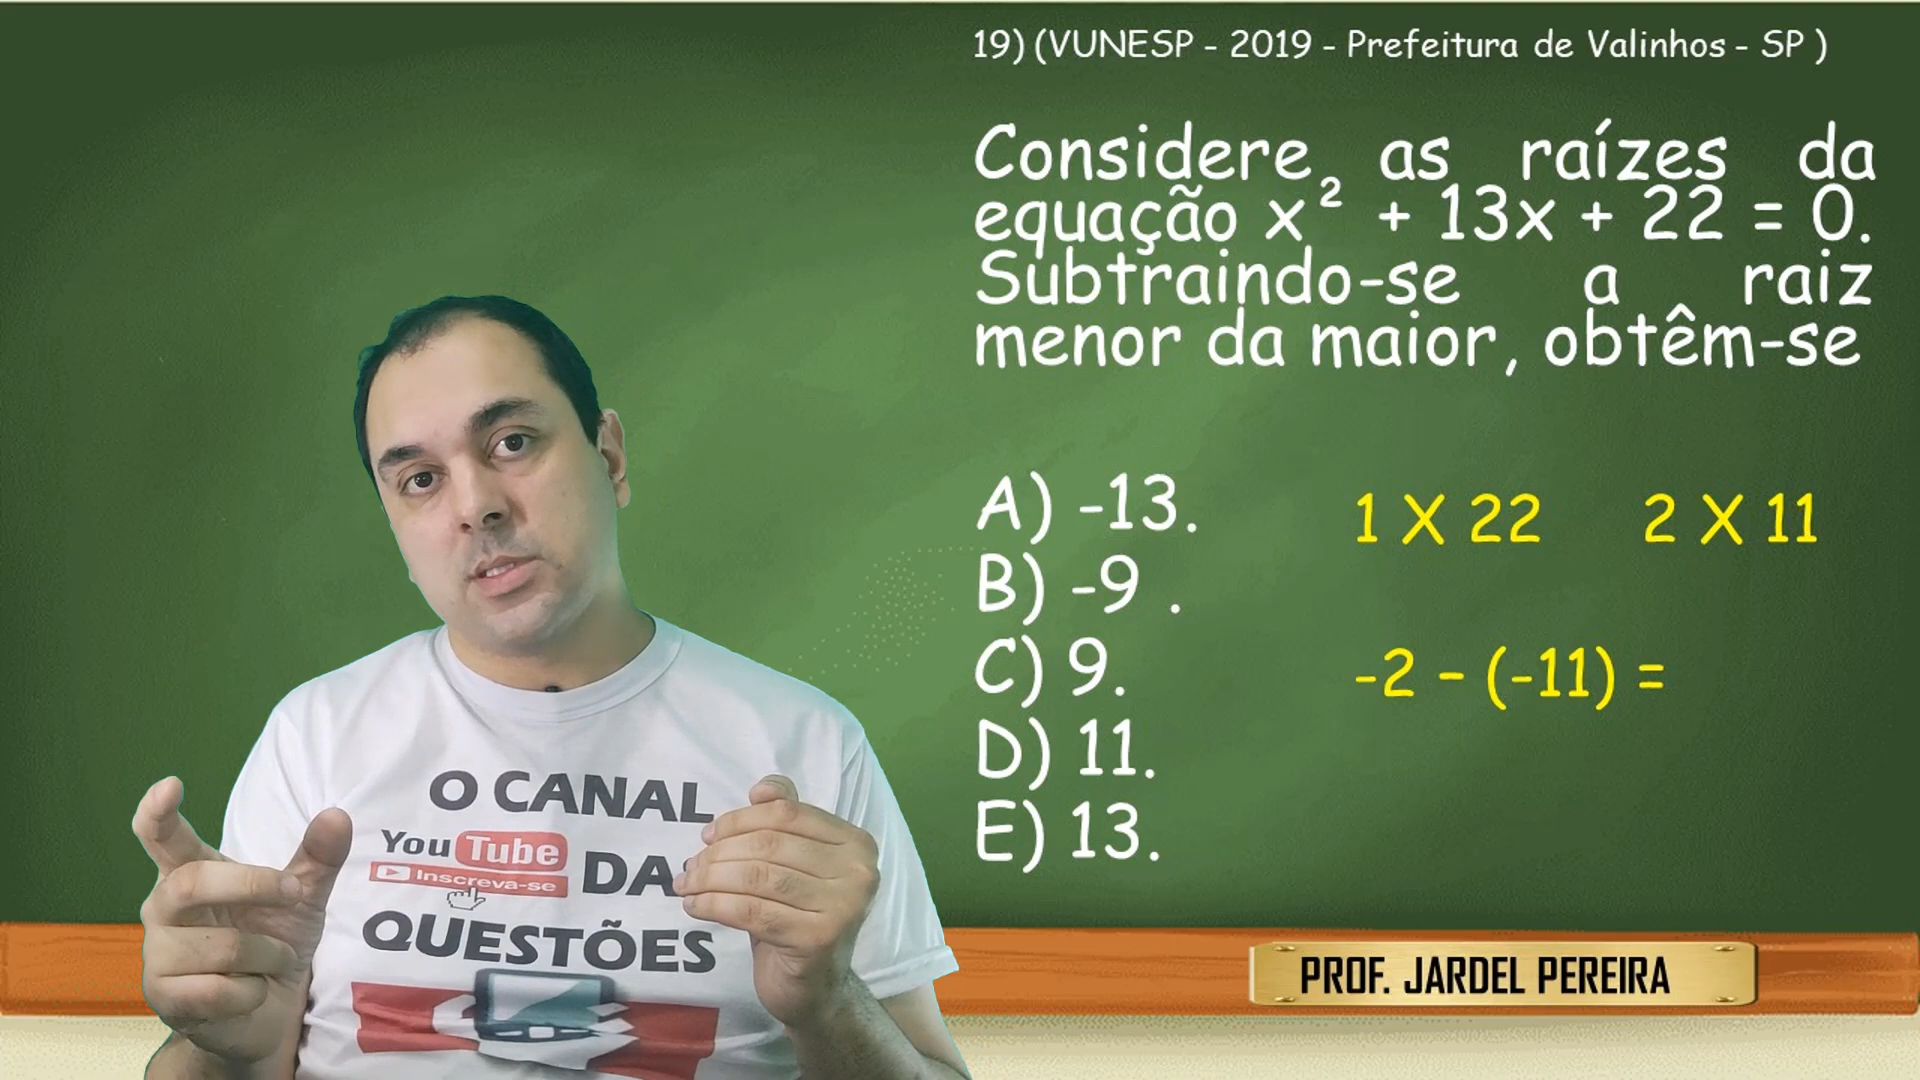 19) (VUNESP - 2019 - Prefeitura de Valinhos - SP )
Considere as raízes da
equação x² + 13x + 22 = 0.
Subtraindo-se a raiz
menor da maior, obtêm-se
A) -13.
B) -9 .
C) 9.
D) 11.
E) 13.
1 X 22 2 X 11
-2 - (-11) =
O CANAL
YouTube
Inscreva-se
DAS
QUESTÕES
PROF. JARDEL PEREIRA